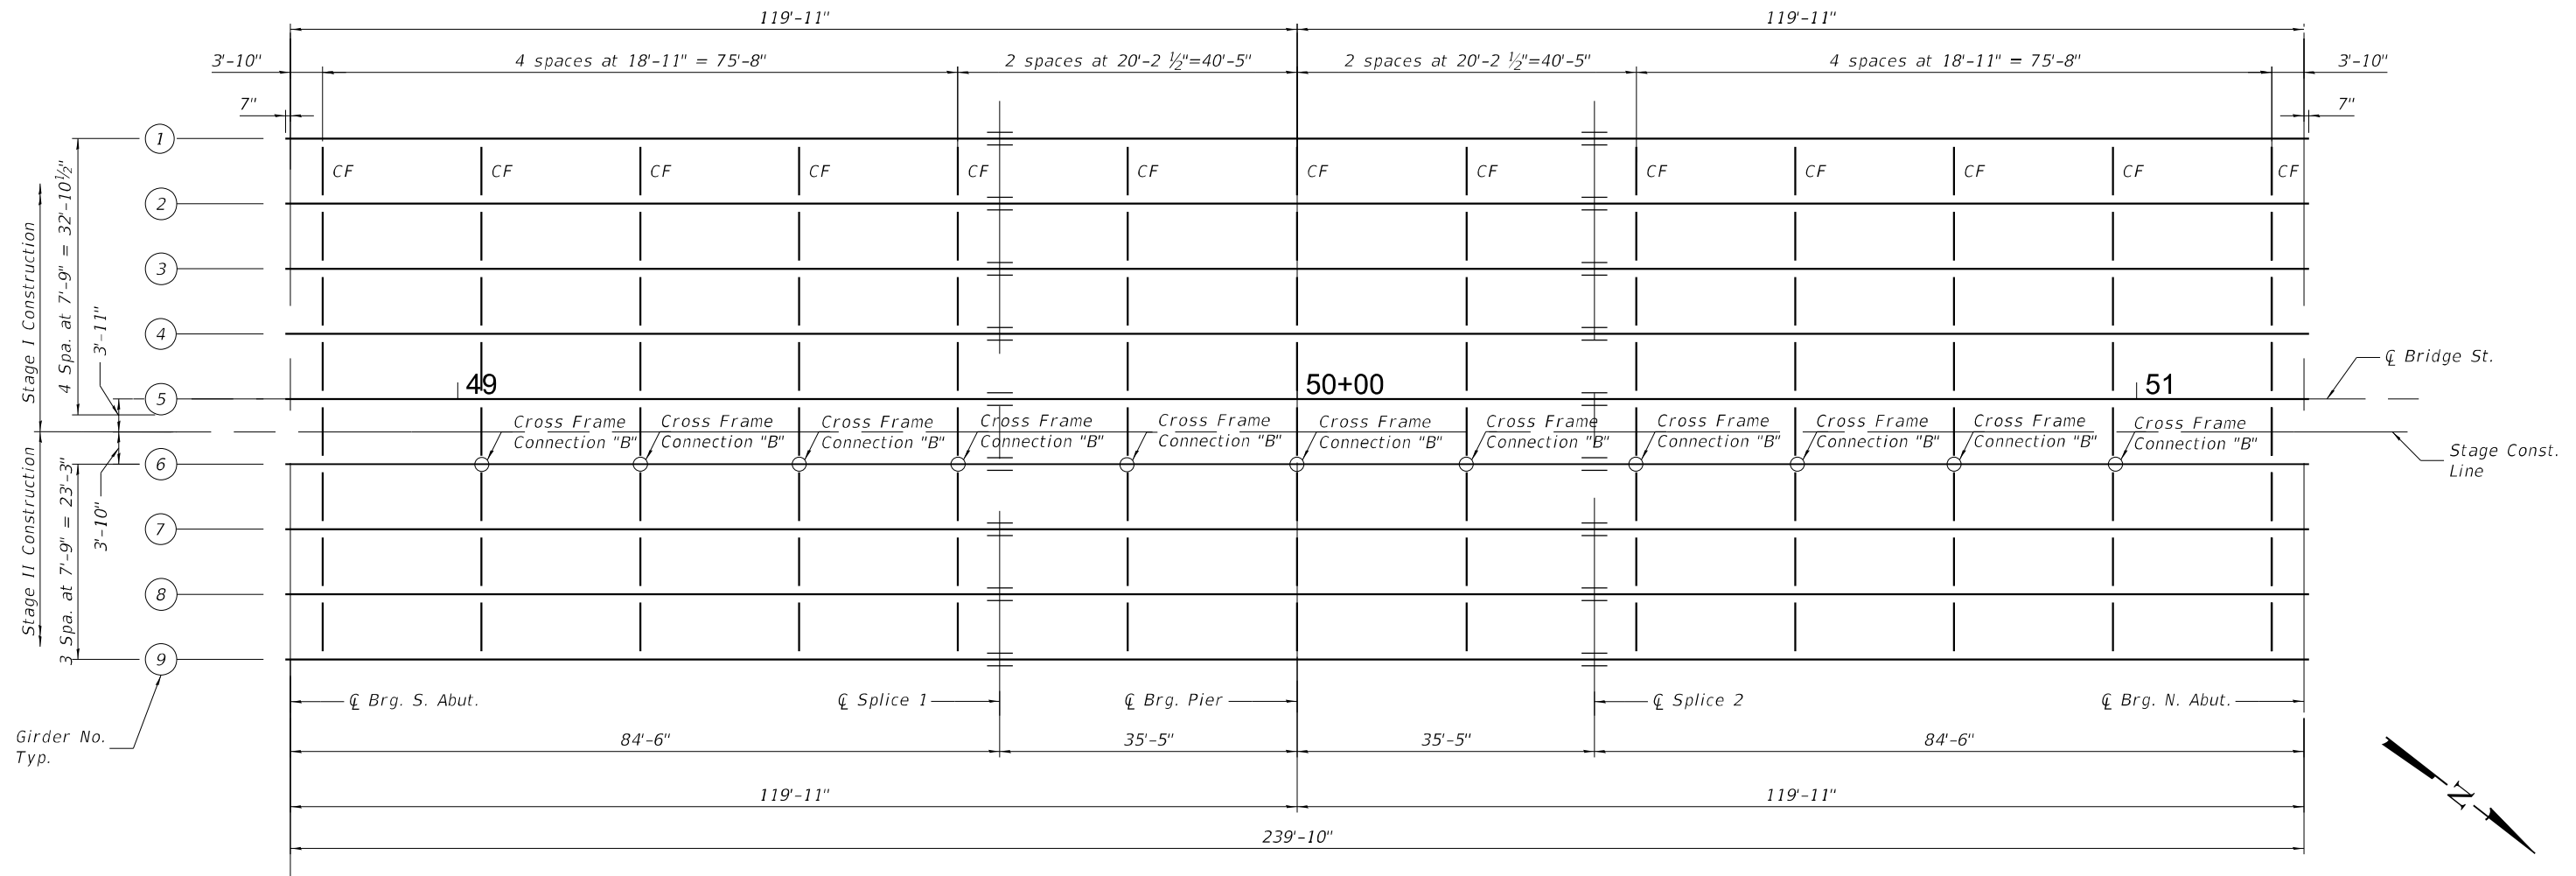 119'-11" 119'-11"
3'-10" 4 spaces at 18'-11" = 75'-8" 2 spaces at 20'-2 ½"=40'-5" 2 spaces at 20'-2 ½"=40'-5" 4 spaces at 18'-11" = 75'-8" 3'-10"
7" 7"
1
CF CF CF CF CF CF CF CF CF CF CF CF CF
2
3
4
5
6
7
8
9
Stage I Construction
4 Spa. at 7'-9" = 32'-10½"
3'-11"
Stage II Construction
3 Spa. at 7'-9" = 23'-3"
3'-10"
49 50+00 51
℄ Bridge St.
Cross Frame
Connection "B"
Cross Frame
Connection "B"
Cross Frame
Connection "B"
Cross Frame
Connection "B"
Cross Frame
Connection "B"
Cross Frame
Connection "B"
Cross Frame
Connection "B"
Cross Frame
Connection "B"
Cross Frame
Connection "B"
Cross Frame
Connection "B"
Cross Frame
Connection "B"
Stage Const.
Line
℄ Brg. S. Abut. ℄ Splice 1 ℄ Brg. Pier ℄ Splice 2 ℄ Brg. N. Abut.
Girder No.
Typ.
84'-6" 35'-5" 35'-5" 84'-6"
119'-11" 119'-11"
239'-10"
N